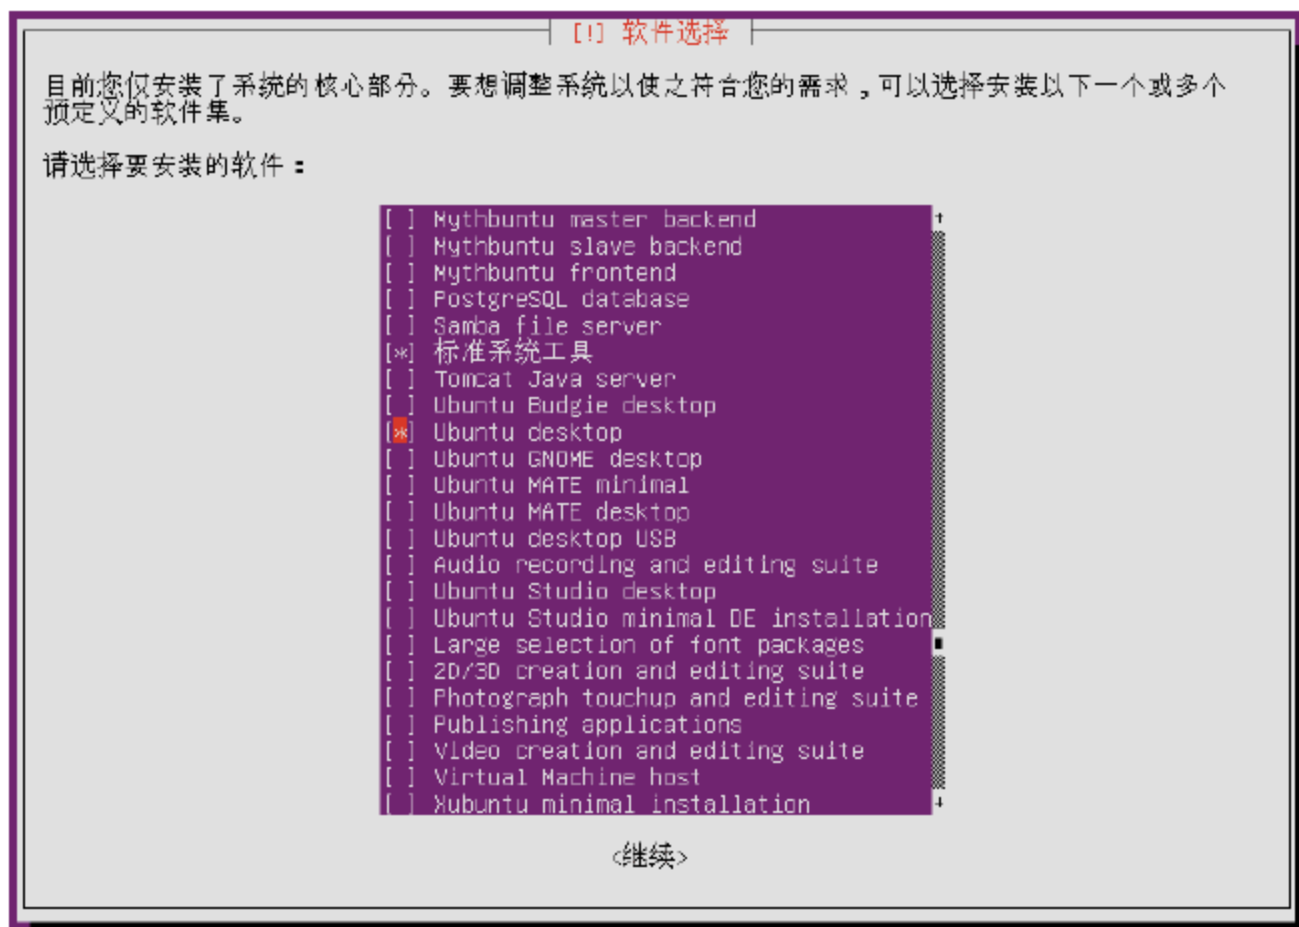 [!] 软件选择
目前您仅安装了系统的核心部分。要想调整系统以使之符合您的需求，可以选择安装以下一个或多个
预定义的软件集。
请选择要安装的软件：
[ ] Mythbuntu master backend
[ ] Mythbuntu slave backend
[ ] Mythbuntu frontend
[ ] PostgreSQL database
[ ] Samba file server
[*] 标准系统工具
[ ] Tomcat Java server
[ ] Ubuntu Budgie desktop
[*] Ubuntu desktop
[ ] Ubuntu GNOME desktop
[ ] Ubuntu MATE minimal
[ ] Ubuntu MATE desktop
[ ] Ubuntu desktop USB
[ ] Audio recording and editing suite
[ ] Ubuntu Studio desktop
[ ] Ubuntu Studio minimal DE installation
[ ] Large selection of font packages
[ ] 2D/3D creation and editing suite
[ ] Photograph touchup and editing suite
[ ] Publishing applications
[ ] Video creation and editing suite
[ ] Virtual Machine host
[ ] Xubuntu minimal installation
<继续>